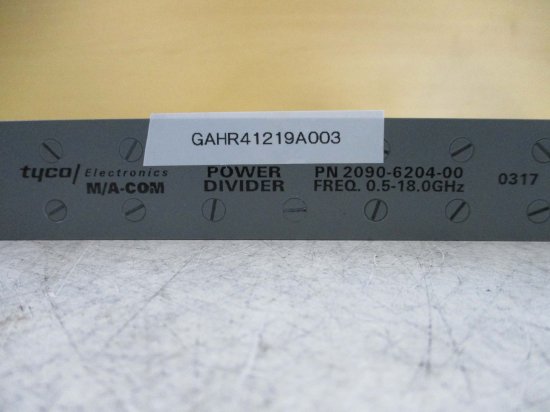 GAHR41219A003
tyco / Electronics
M/A-COM
POWER
DIVIDER
PN 2090-6204-00
FREQ. 0.5-18.0GHz
0317